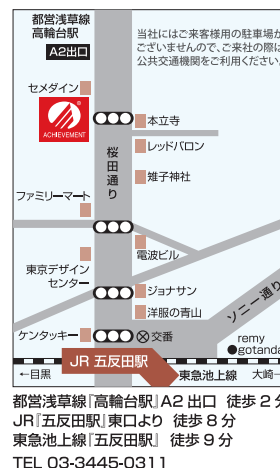 都営浅草線
高輪台駅
A2出口
当社にはご来客様用の駐車場が
ございませんので、ご来社の際は
公共交通機関をご利用ください。
セメダイン
ACHIEVEMENT
本立寺
レッドバロン
桜田通り
雉子神社
ファミリーマート
電波ビル
東京デザイン
センター
ジョナサン
ソニー通り
洋服の青山
ケンタッキー
交番
remy
gotanda
JR 五反田駅
←目黒
東急池上線
大崎→
都営浅草線『高輪台駅』A2 出口 徒歩 2 分
JR『五反田駅』東口より 徒歩 8 分
東急池上線『五反田駅』 徒歩 9 分
TEL 03-3445-0311